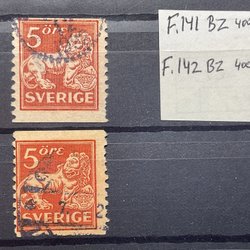 5 ÖRE
SVERIGE
5 ÖRE
SVERIGE
F.141 BZ 400
F.142 BZ 400